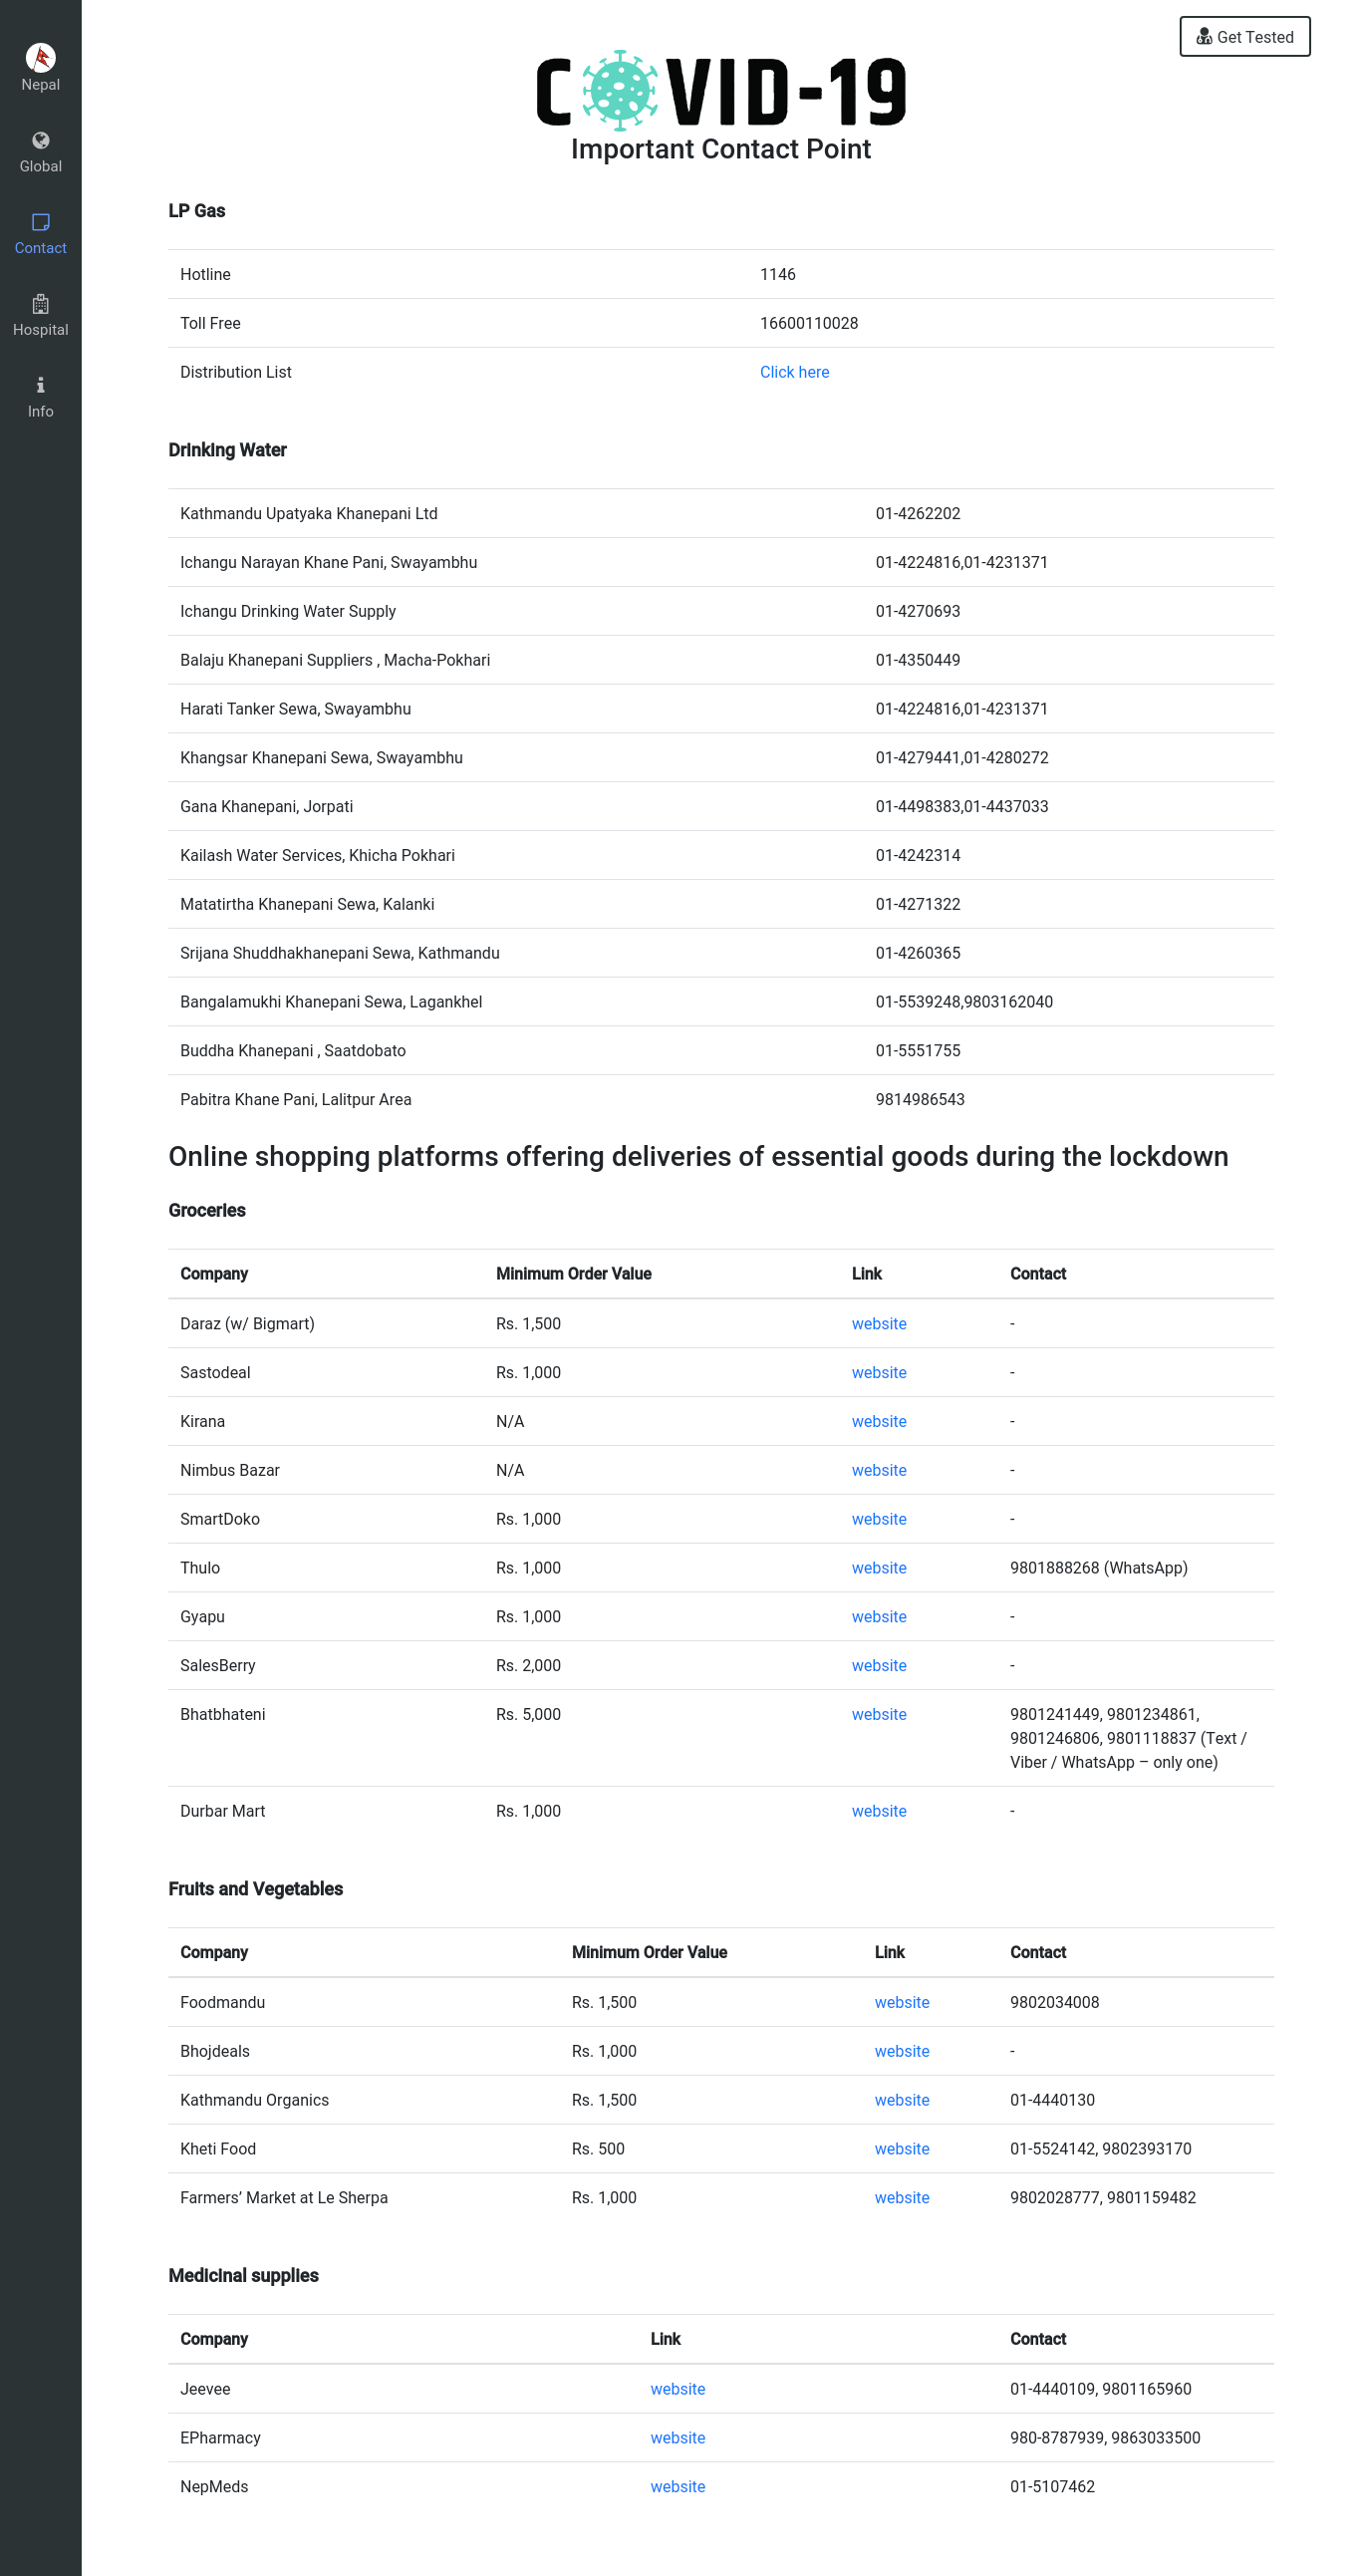 Nepal
Global
Contact
Hospital
Info
Get Tested
COVID-19
Important Contact Point
LP Gas
Hotline 1146
Toll Free 16600110028
Distribution List Click here
Drinking Water
Kathmandu Upatyaka Khanepani Ltd 01-4262202
Ichangu Narayan Khane Pani, Swayambhu 01-4224816,01-4231371
Ichangu Drinking Water Supply 01-4270693
Balaju Khanepani Suppliers , Macha-Pokhari 01-4350449
Harati Tanker Sewa, Swayambhu 01-4224816,01-4231371
Khangsar Khanepani Sewa, Swayambhu 01-4279441,01-4280272
Gana Khanepani, Jorpati 01-4498383,01-4437033
Kailash Water Services, Khicha Pokhari 01-4242314
Matatirtha Khanepani Sewa, Kalanki 01-4271322
Srijana Shuddhakhanepani Sewa, Kathmandu 01-4260365
Bangalamukhi Khanepani Sewa, Lagankhel 01-5539248,9803162040
Buddha Khanepani , Saatdobato 01-5551755
Pabitra Khane Pani, Lalitpur Area 9814986543
Online shopping platforms offering deliveries of essential goods during the lockdown
Groceries
Company Minimum Order Value Link Contact
Daraz (w/ Bigmart) Rs. 1,500 website -
Sastodeal Rs. 1,000 website -
Kirana N/A website -
Nimbus Bazar N/A website -
SmartDoko Rs. 1,000 website -
Thulo Rs. 1,000 website 9801888268 (WhatsApp)
Gyapu Rs. 1,000 website -
SalesBerry Rs. 2,000 website -
Bhatbhateni Rs. 5,000 website 9801241449, 9801234861,
9801246806, 9801118837 (Text /
Viber / WhatsApp – only one)
Durbar Mart Rs. 1,000 website -
Fruits and Vegetables
Company Minimum Order Value Link Contact
Foodmandu Rs. 1,500 website 9802034008
Bhojdeals Rs. 1,000 website -
Kathmandu Organics Rs. 1,500 website 01-4440130
Kheti Food Rs. 500 website 01-5524142, 9802393170
Farmers’ Market at Le Sherpa Rs. 1,000 website 9802028777, 9801159482
Medicinal supplies
Company Link Contact
Jeevee website 01-4440109, 9801165960
EPharmacy website 980-8787939, 9863033500
NepMeds website 01-5107462